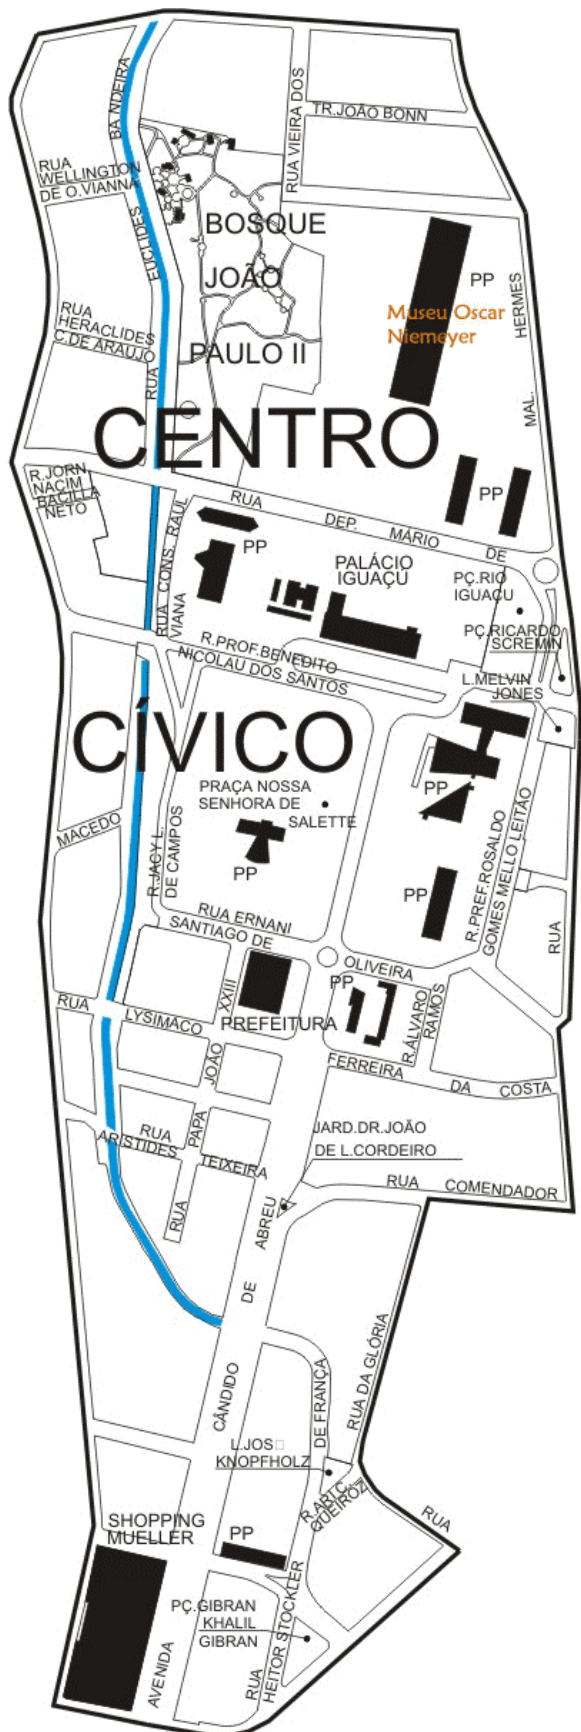 BANDEIRA
RUA VIEIRA DOS
TR.JOÃO BONN
RUA
WELLINGTON
DE O.VIANNA
EUCLIDES
BOSQUE
JOÃO
PAULO II
PP
HERMES
Museu Oscar
Niemeyer
RUA
HERACLIDES
C.DE ARAUJO
RUA
MAL.
CENTRO
R.JORN.
NACIM
BACILLA
NETO
RUA
DEP.
MÁRIO
DE
PP
RUA CONS. RAUL
VIANA
PP
PALÁCIO
IGUAÇU
PÇ.RIO
IGUAÇU
PÇ.RICARDO
SCREMIN
R.PROF.BENEDITO
NICOLAU DOS SANTOS
L.MELVIN
JONES
CÍVICO
PRAÇA NOSSA
SENHORA DE
SALETTE
PP
PP
MACEDO
R.JACY L.
DE CAMPOS
PP
R.PREF.ROSALDO
GOMES MELLO LEITÃO
RUA
RUA ERNANI
SANTIAGO DE
OLIVEIRA
PP
RUA
LYSIMACO
XXIII
PREFEITURA
R.ÁLVARO
RAMOS
JOÃO
FERREIRA
DA
COSTA
RUA
ARISTIDES
PAPA
TEIXEIRA
JARD.DR.JOÃO
DE L.CORDEIRO
RUA
COMENDADOR
RUA
ABREU
DE
CÂNDIDO
DE FRANÇA
RUA DA GLÓRIA
L.JOS□
KNOPFHOLZ
QUEIROZ
RUA
SHOPPING
MUELLER
PP
PÇ.GIBRAN
KHALIL
GIBRAN
AVENIDA
RUA
HEITOR STOCKLER